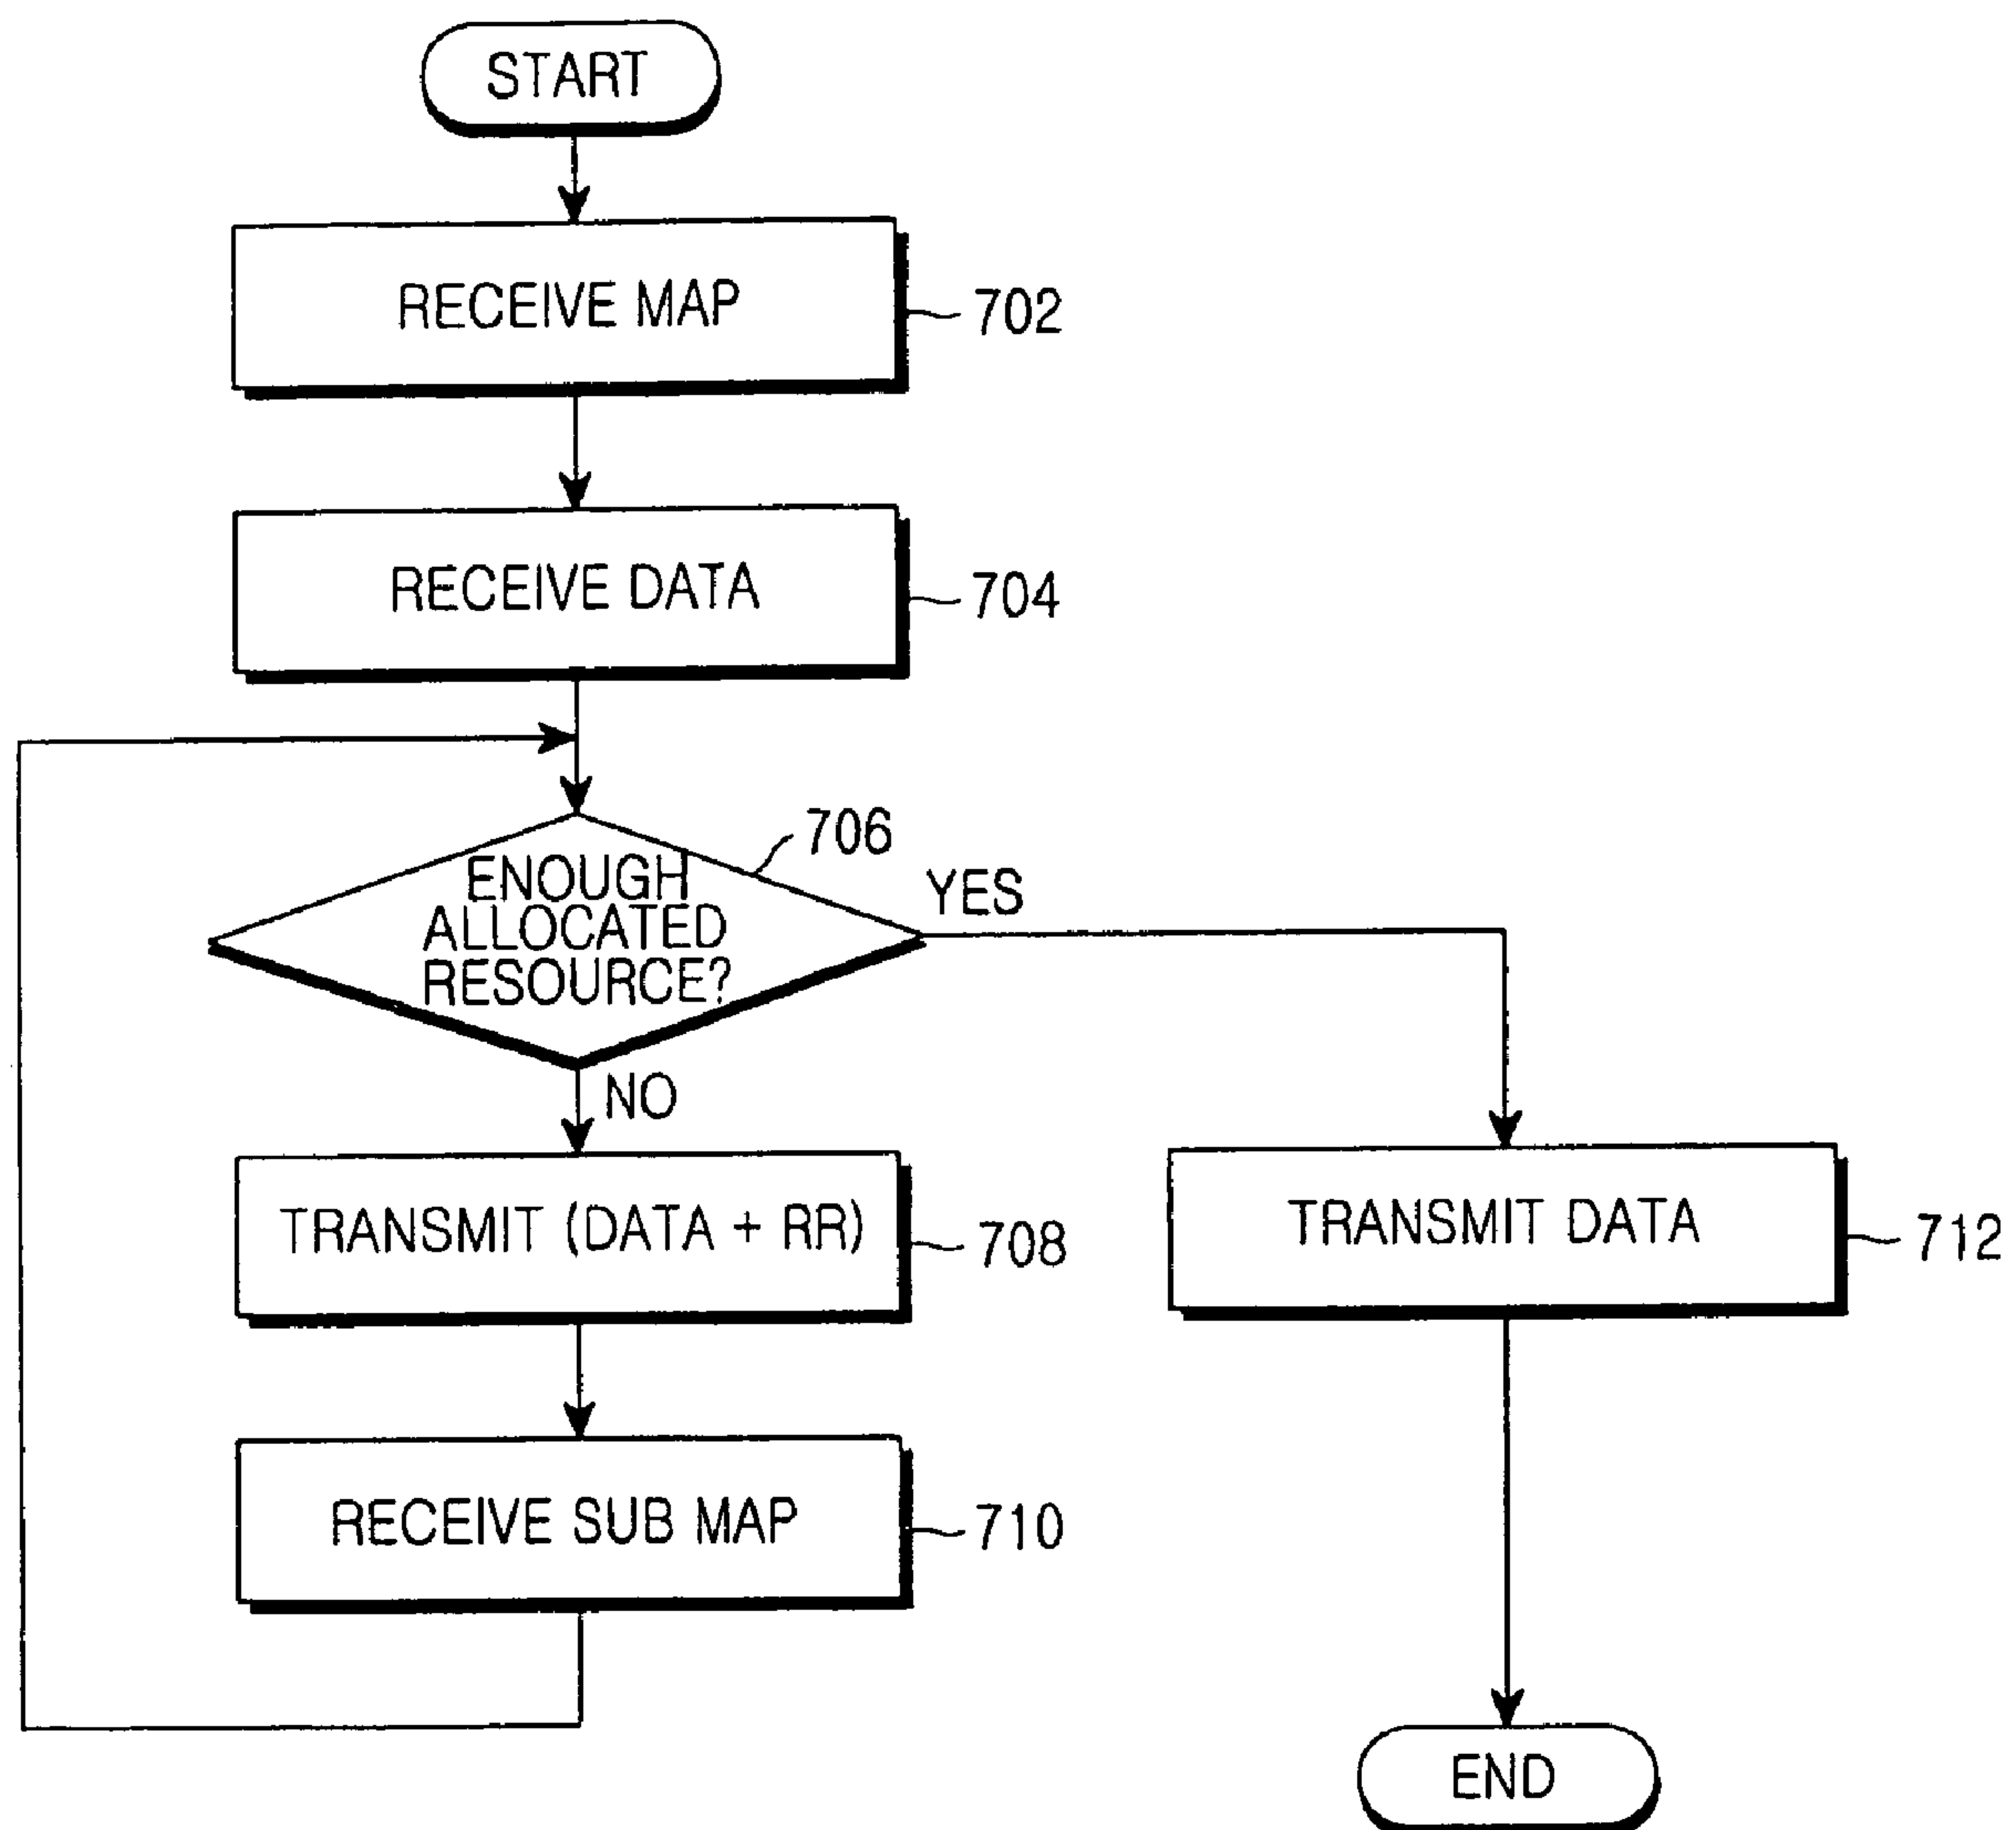 START
RECEIVE MAP
702
RECEIVE DATA
704
706
ENOUGH
ALLOCATED
RESOURCE?
YES
NO
TRANSMIT (DATA + RR)
708
TRANSMIT DATA
712
RECEIVE SUB MAP
710
END